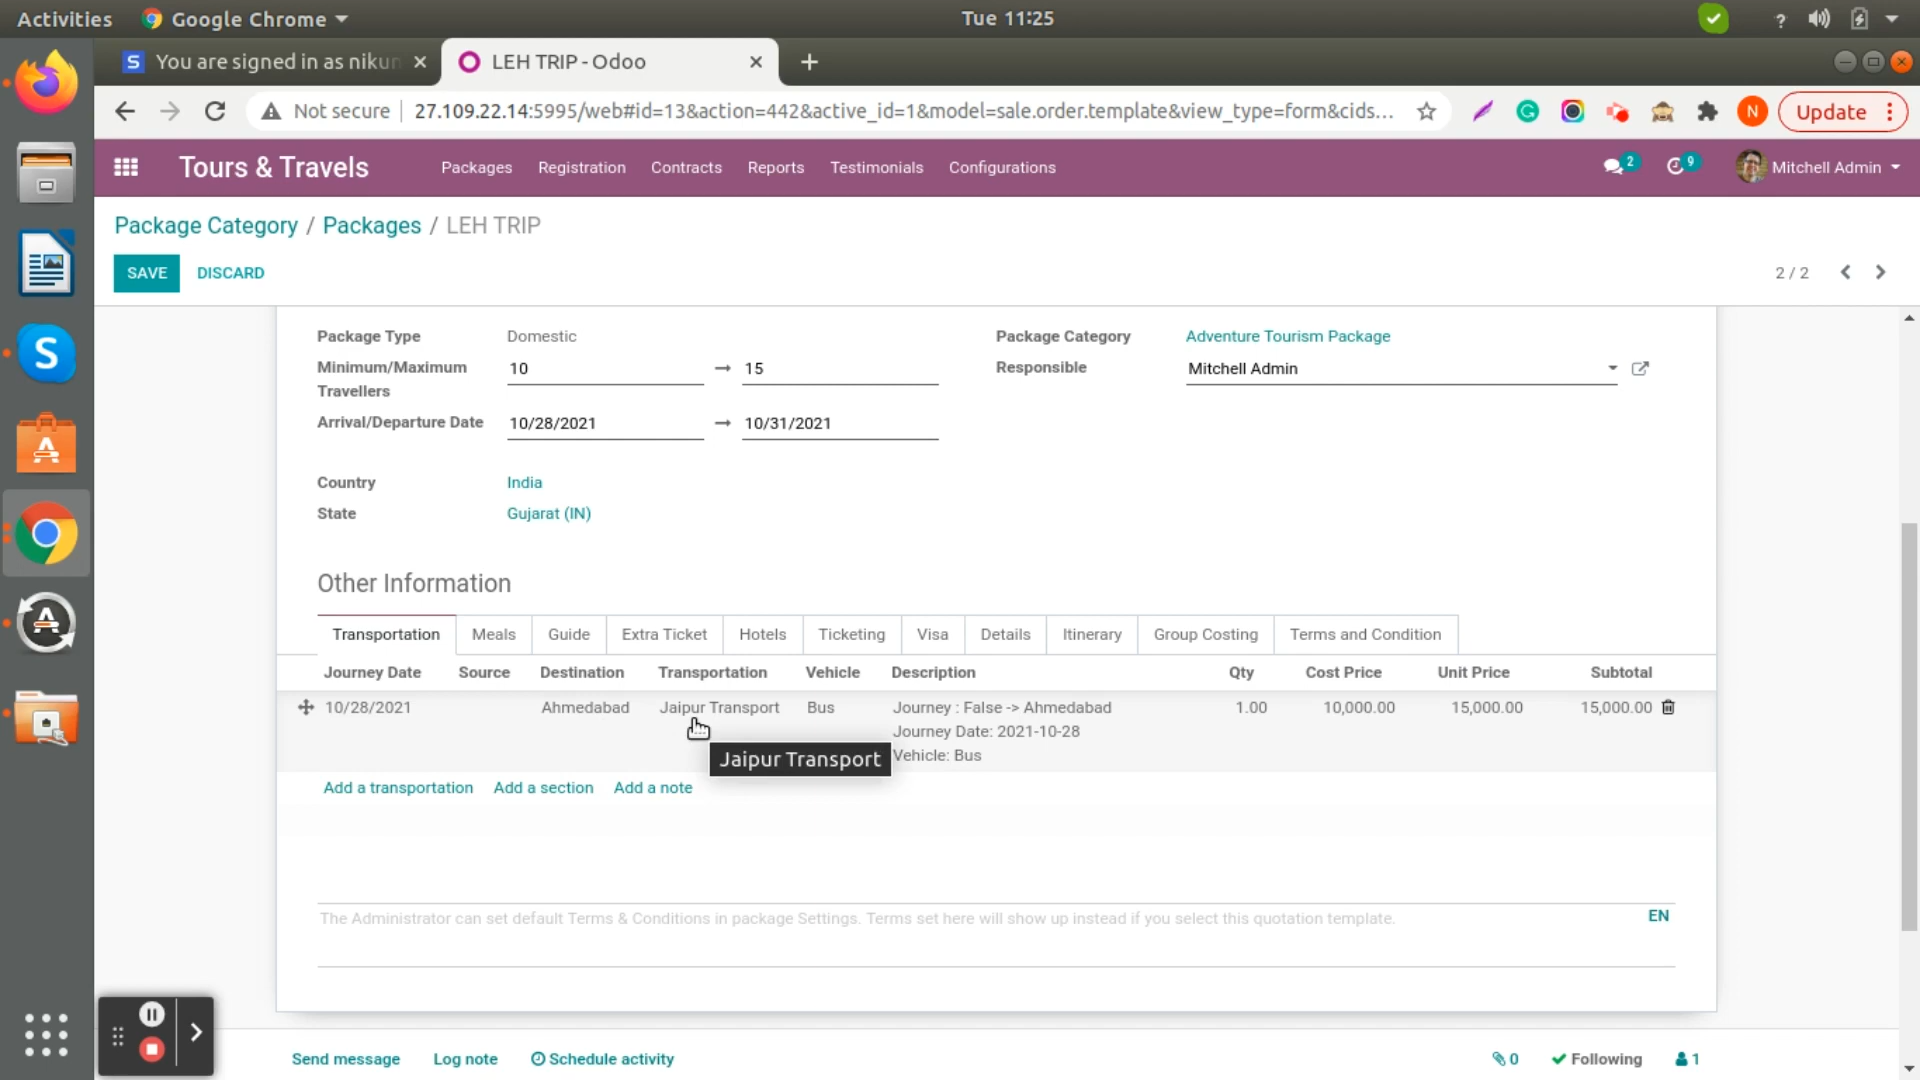 Activities Google Chrome Tue 11:25 ?
S You are signed in as nikun LEH TRIP - Odoo
Not secure 27.109.22.14:5995/web#id=13&action=442&active_id=1&model=sale.order.template&view_type=form&cids... N Update
Tours & Travels Packages Registration Contracts Reports Testimonials Configurations 2 9 Mitchell Admin
Package Category / Packages / LEH TRIP
SAVE DISCARD 2 / 2
Package Type Domestic Package Category Adventure Tourism Package
Minimum/Maximum Travellers 10 → 15 Responsible Mitchell Admin
Arrival/Departure Date 10/28/2021 → 10/31/2021
Country India
State Gujarat (IN)
Other Information
Transportation Meals Guide Extra Ticket Hotels Ticketing Visa Details Itinerary Group Costing Terms and Condition
Journey Date Source Destination Transportation Vehicle Description Qty Cost Price Unit Price Subtotal
10/28/2021 Ahmedabad Jaipur Transport Bus Journey : False -> Ahmedabad 1.00 10,000.00 15,000.00 15,000.00
Journey Date: 2021-10-28
Jaipur Transport Vehicle: Bus
Add a transportation Add a section Add a note
The Administrator can set default Terms & Conditions in package Settings. Terms set here will show up instead if you select this quotation template. EN
Send message Log note Schedule activity 0 Following 1